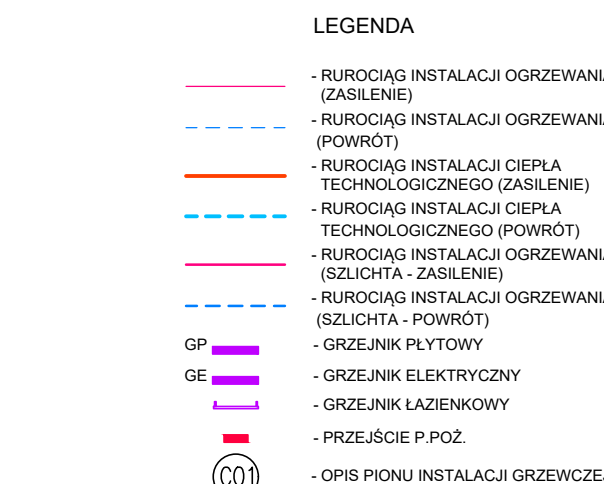 LEGENDA
- RUROCIĄG INSTALACJI OGRZEWANIA
(ZASILENIE)
- RUROCIĄG INSTALACJI OGRZEWANIA
(POWRÓT)
- RUROCIĄG INSTALACJI CIEPŁA
TECHNOLOGICZNEGO (ZASILENIE)
- RUROCIĄG INSTALACJI CIEPŁA
TECHNOLOGICZNEGO (POWRÓT)
- RUROCIĄG INSTALACJI OGRZEWANIA
(SZLICHTA - ZASILENIE)
- RUROCIĄG INSTALACJI OGRZEWANIA
(SZLICHTA - POWRÓT)
GP - GRZEJNIK PŁYTOWY
GE - GRZEJNIK ELEKTRYCZNY
- GRZEJNIK ŁAZIENKOWY
- PRZEJŚCIE P.POŻ.
CO1 - OPIS PIONU INSTALACJI GRZEWCZEJ